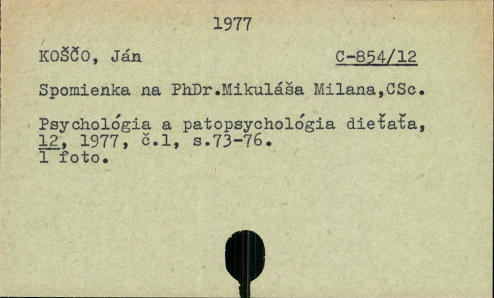 1977
KOŠČO, Ján C-854/12
Spomienka na PhDr.Mikuláša Milana,CSc.
Psychológia a patopsychológia dieťaťa,
12, 1977, č.1, s.73-76.
1 foto.